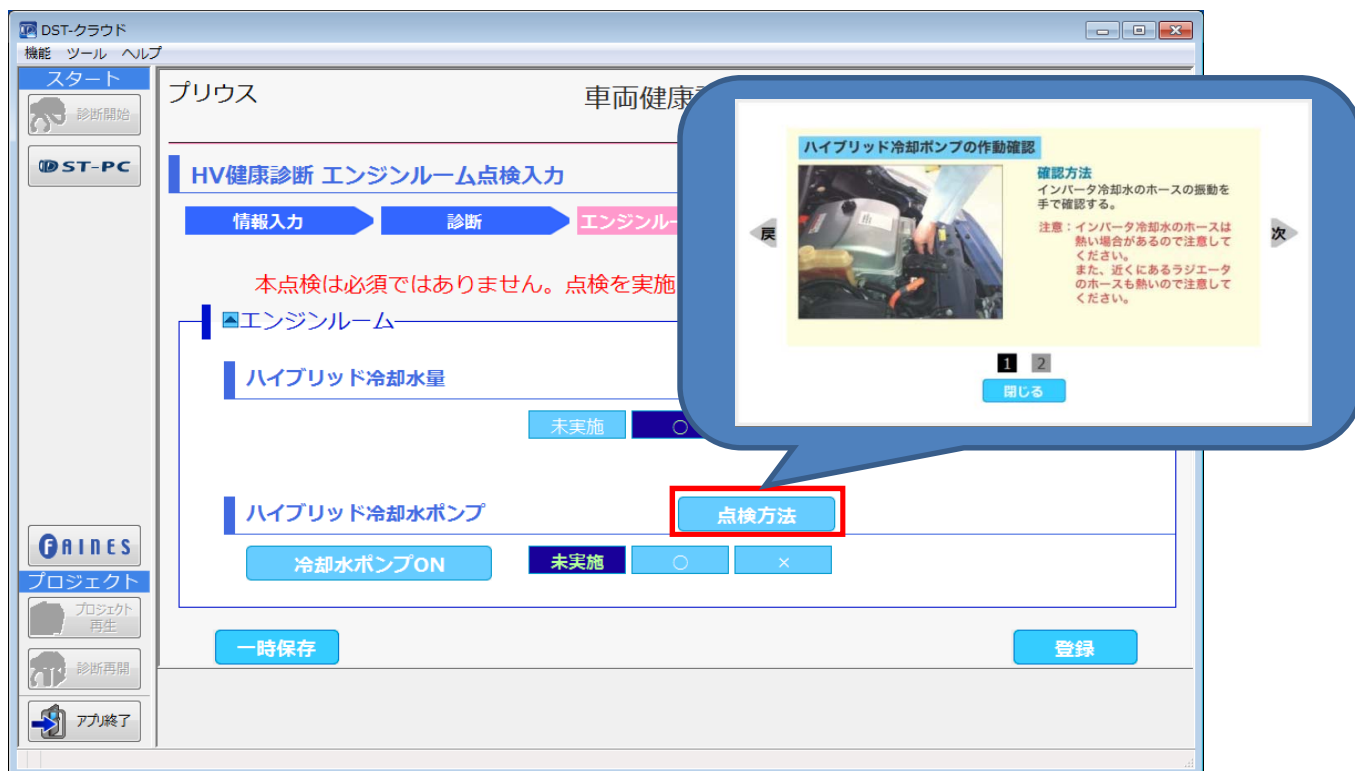 DST-クラウド
機能 ツール ヘルプ
スタート
診断開始
DST-PC
FAINES
プロジェクト
プロジェクト
再生
診断再開
アプリ終了
プリウス
車両健康
HV健康診断 エンジンルーム点検入力
情報入力
診断
エンジンルー
本点検は必須ではありません。点検を実施
エンジンルーム
ハイブリッド冷却水量
未実施
○
ハイブリッド冷却水ポンプ
点検方法
冷却水ポンプON
未実施
○
×
一時保存
登録
ハイブリッド冷却ポンプの作動確認
確認方法
インバータ冷却水のホースの振動を
手で確認する。
注意：インバータ冷却水のホースは
熱い場合があるので注意して
ください。
また、近くにあるラジエータ
のホースも熱いので注意して
ください。
戻
次
1 2
閉じる